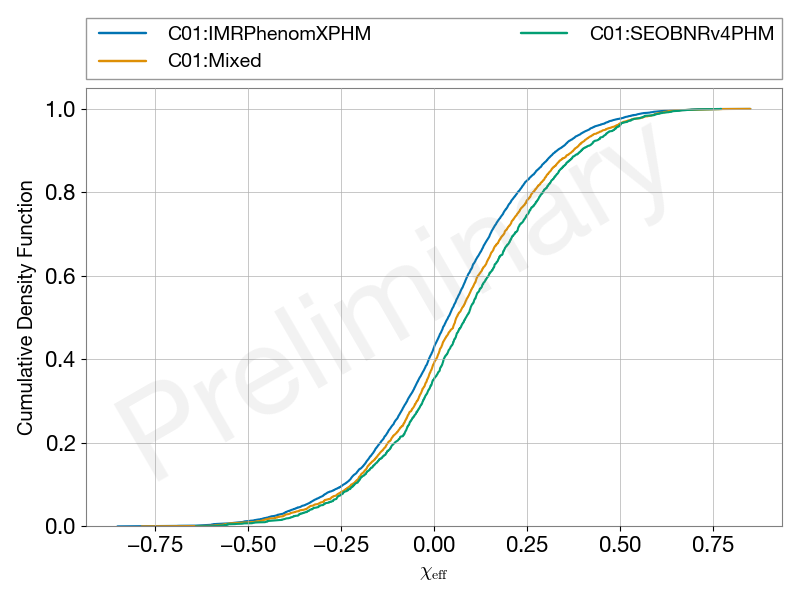 C01:IMRPhenomXPHM
C01:Mixed
C01:SEOBNRv4PHM
Cumulative Density Function
1.0
0.8
0.6
0.4
0.2
0.0
−0.75 −0.50 −0.25 0.00 0.25 0.50 0.75
χeff
Preliminary